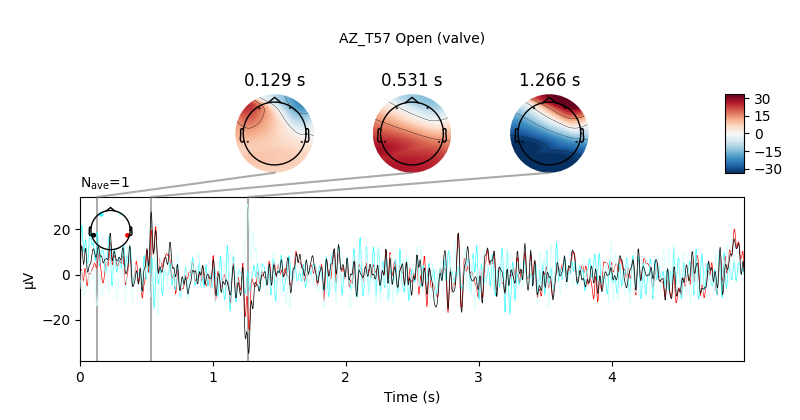 AZ_T57 Open (valve)
0.129 s
0.531 s
1.266 s
30
15
0
−15
−30
Nave=1
20
0
−20
µV
0
1
2
3
4
Time (s)